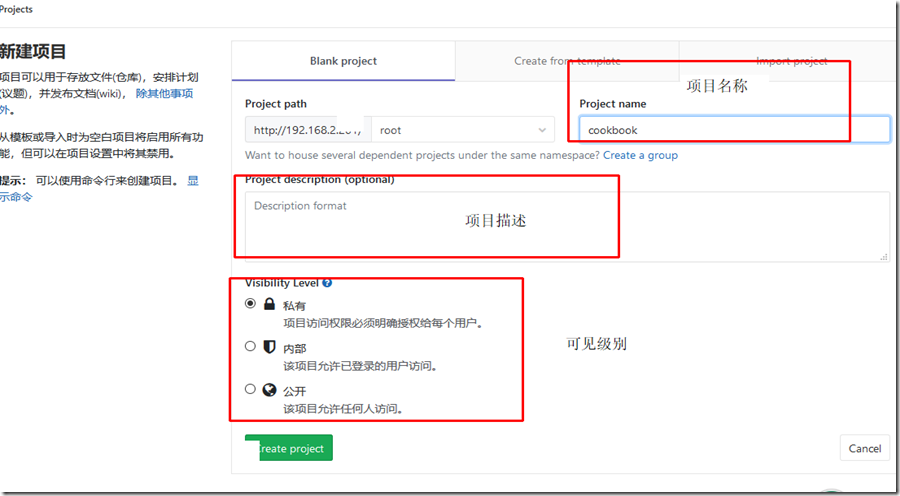 Projects
新建项目
项目可以用于存放文件(仓库)，安排计划
(议题)，并发布文档(wiki)， 除其他事项
外。
从模板或导入时为空白项目将启用所有功
能，但可以在项目设置中将其禁用。
提示： 可以使用命令行来创建项目。 显
示命令
Blank project
Create from template
Import project
项目名称
Project path
Project name
http://192.168.2.201/
root
cookbook
Want to house several dependent projects under the same namespace? Create a group
Project description (optional)
Description format
项目描述
Visibility Level
私有
项目访问权限必须明确授权给每个用户。
内部
该项目允许已登录的用户访问。
可见级别
公开
该项目允许任何人访问。
Create project
Cancel